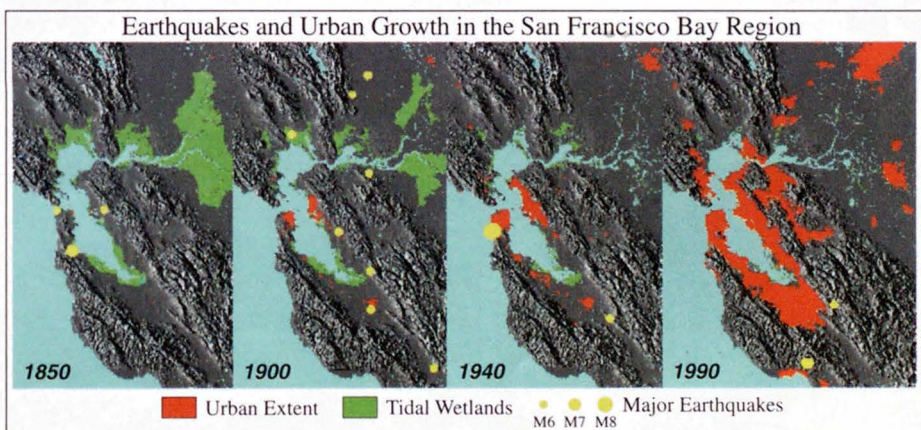 Earthquakes and Urban Growth in the San Francisco Bay Region
1850 1900 1940 1990
Urban Extent Tidal Wetlands Major Earthquakes
M6 M7 M8